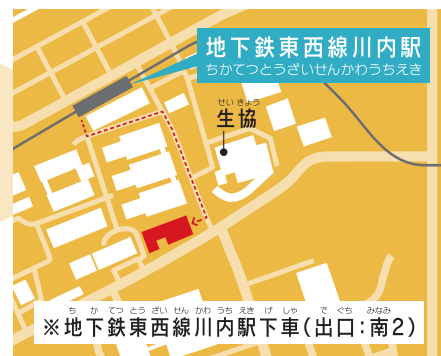 地下鉄東西線川内駅
ちかてつとうざいせんかわうちえき
せいきょう
生協
ち か てつ とう ざい せん かわ うち えき げ しゃ で ぐち みなみ
※地下鉄東西線川内駅下車(出口:南2)